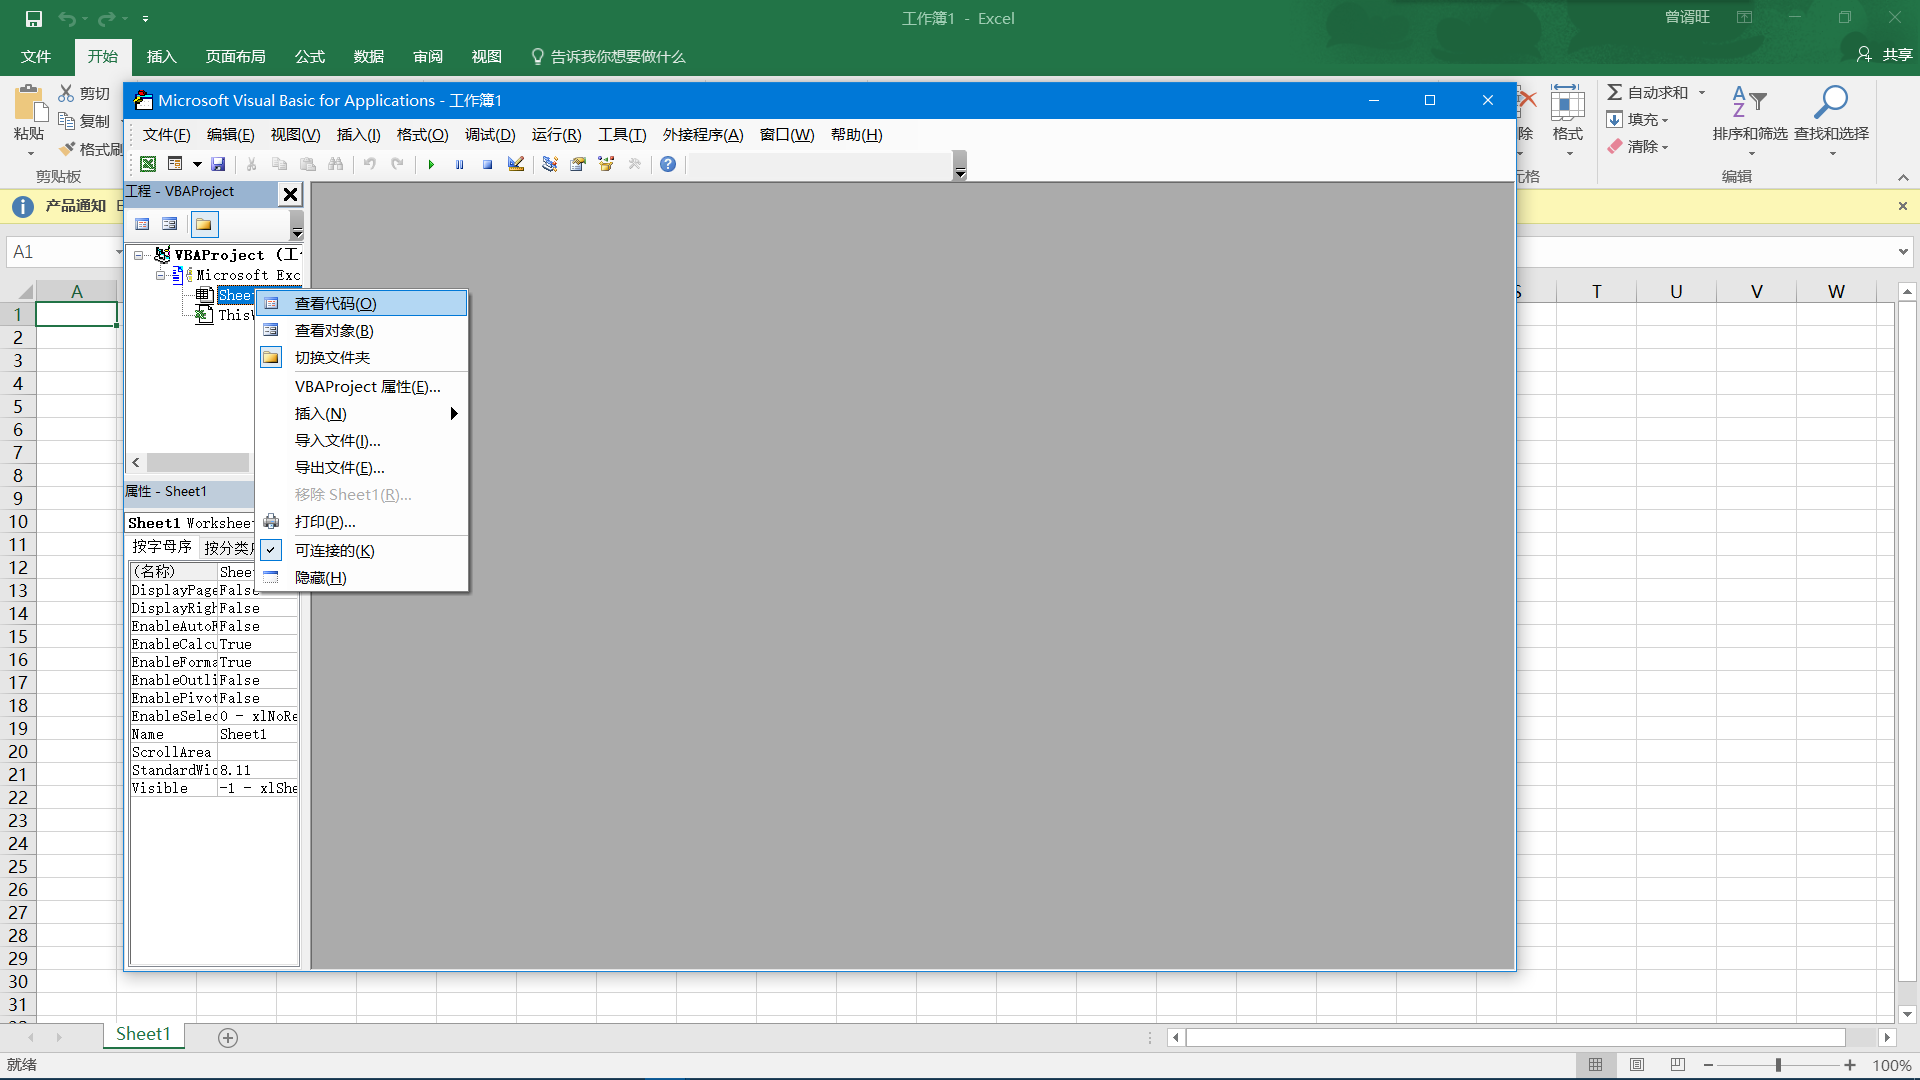 工作簿1 - Excel
曾谞旺
文件 开始 插入 页面布局 公式 数据 审阅 视图 告诉我你想要做什么
共享
粘贴
剪切
复制
格式刷
剪贴板
格式
自动求和
填充
清除
排序和筛选 查找和选择
编辑
产品通知
A1
Microsoft Visual Basic for Applications - 工作簿1
文件(F) 编辑(E) 视图(V) 插入(I) 格式(O) 调试(D) 运行(R) 工具(T) 外接程序(A) 窗口(W) 帮助(H)
工程 - VBAProject
VBAProject (工
Microsoft Exc
Shee
This
查看代码(O)
查看对象(B)
切换文件夹
VBAProject 属性(E)...
插入(N)
导入文件(I)...
导出文件(E)...
移除 Sheet1(R)...
打印(P)...
可连接的(K)
隐藏(H)
属性 - Sheet1
Sheet1 Workshee
按字母序 按分类
(名称) Shee
DisplayPage False
DisplayRigh False
EnableAutoF False
EnableCalcu True
EnableForma True
EnableOutli False
EnablePivot False
EnableSelec 0 - xlNoRe
Name Sheet1
ScrollArea
StandardWid 8.11
Visible -1 - xlShe
A S T U V W
1
2
3
4
5
6
7
8
9
10
11
12
13
14
15
16
17
18
19
20
21
22
23
24
25
26
27
28
29
30
31
Sheet1
就绪
100%